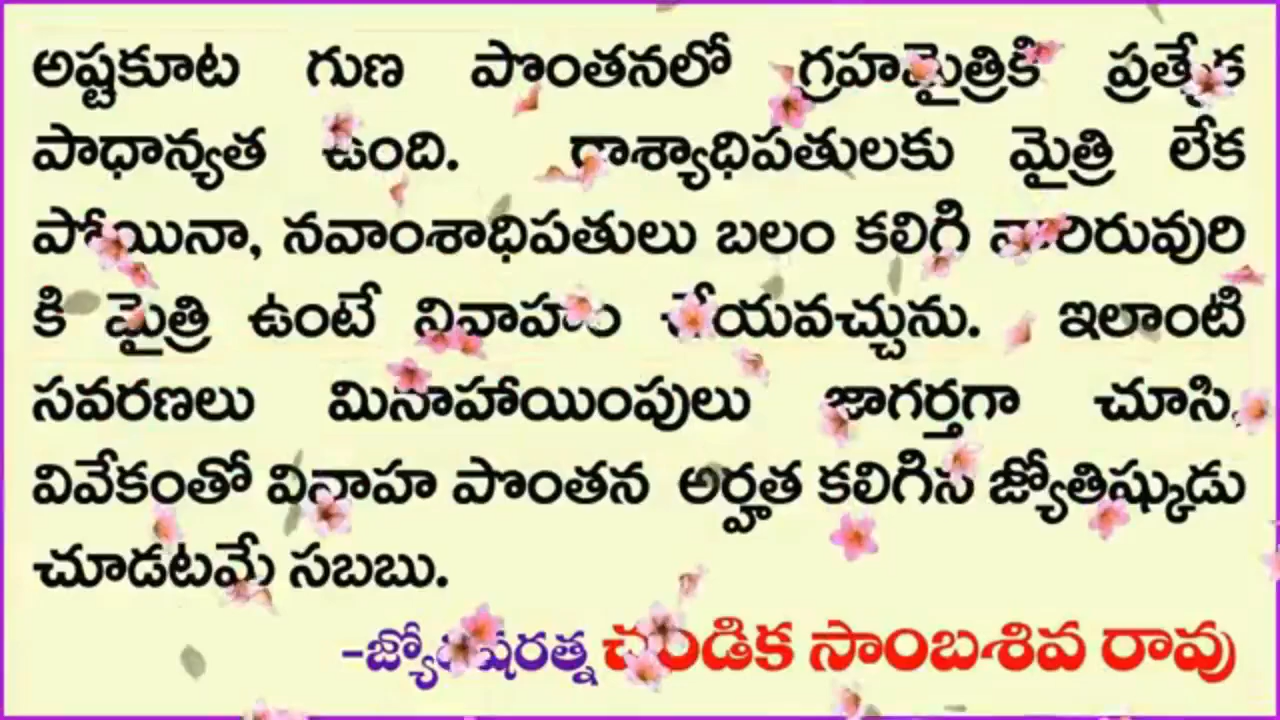 అష్టకూట గుణ పొంతనలో గ్రహమైత్రికి ప్రత్యేక
పాధాన్యత ఉంది. రాశ్యాధిపతులకు మైత్రి లేక
పోయినా, నవాంశాధిపతులు బలం కలిగి వారిరువురి
కి మైత్రి ఉంటే వివాహం చేయవచ్చును. ఇలాంటి
సవరణలు మినాహాయింపులు జాగర్తగా చూసి,
వివేకంతో వివాహ పొంతన అర్హత కలిగిన జ్యోతిష్కుడు
చూడటమే సబబు.
-జ్యోతిషరత్న చండిక సాంబశివ రావు